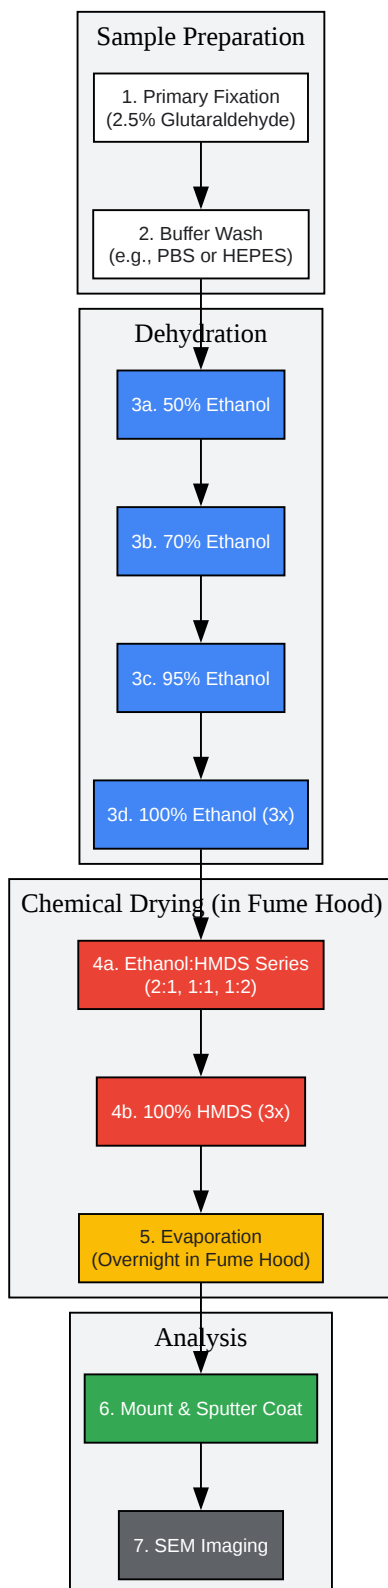 Sample Preparation
1. Primary Fixation
(2.5% Glutaraldehyde)
2. Buffer Wash
(e.g., PBS or HEPES)
Dehydration
3a. 50% Ethanol
3b. 70% Ethanol
3c. 95% Ethanol
3d. 100% Ethanol (3x)
Chemical Drying (in Fume Hood)
4a. Ethanol:HMDS Series
(2:1, 1:1, 1:2)
4b. 100% HMDS (3x)
5. Evaporation
(Overnight in Fume Hood)
Analysis
6. Mount & Sputter Coat
7. SEM Imaging